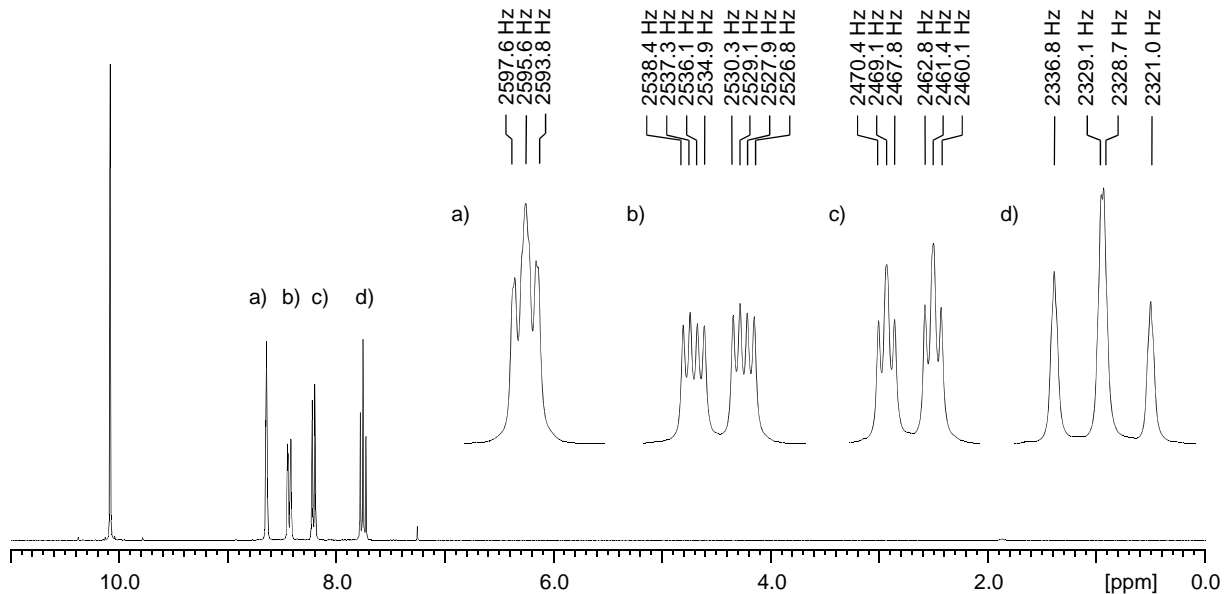 2597.6 Hz
2595.6 Hz
2593.8 Hz
2538.4 Hz
2537.3 Hz
2536.1 Hz
2534.9 Hz
2530.3 Hz
2529.1 Hz
2527.9 Hz
2526.8 Hz
2470.4 Hz
2469.1 Hz
2467.8 Hz
2462.8 Hz
2461.4 Hz
2460.1 Hz
2336.8 Hz
2329.1 Hz
2328.7 Hz
2321.0 Hz
a) b) c) d)
a) b) c) d)
10.0 8.0 6.0 4.0 2.0 [ppm] 0.0